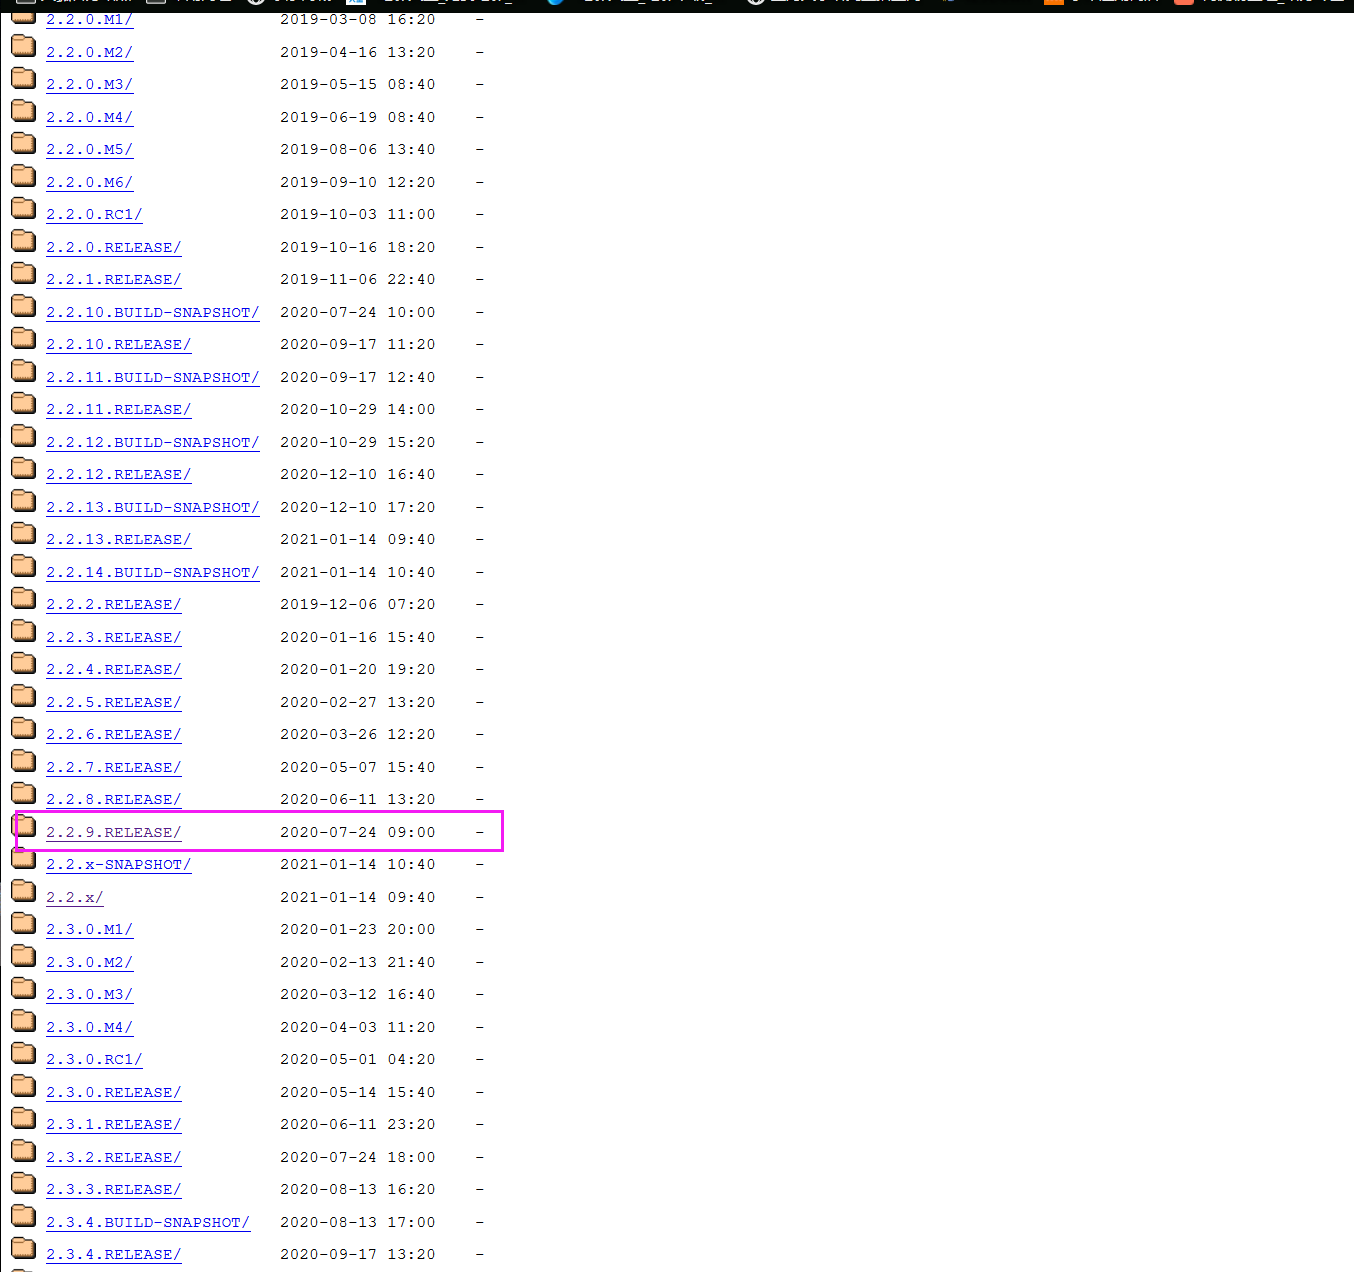 2.2.0.M1/ 2019-03-08 16:20 -
2.2.0.M2/ 2019-04-16 13:20 -
2.2.0.M3/ 2019-05-15 08:40 -
2.2.0.M4/ 2019-06-19 08:40 -
2.2.0.M5/ 2019-08-06 13:40 -
2.2.0.M6/ 2019-09-10 12:20 -
2.2.0.RC1/ 2019-10-03 11:00 -
2.2.0.RELEASE/ 2019-10-16 18:20 -
2.2.1.RELEASE/ 2019-11-06 22:40 -
2.2.10.BUILD-SNAPSHOT/ 2020-07-24 10:00 -
2.2.10.RELEASE/ 2020-09-17 11:20 -
2.2.11.BUILD-SNAPSHOT/ 2020-09-17 12:40 -
2.2.11.RELEASE/ 2020-10-29 14:00 -
2.2.12.BUILD-SNAPSHOT/ 2020-10-29 15:20 -
2.2.12.RELEASE/ 2020-12-10 16:40 -
2.2.13.BUILD-SNAPSHOT/ 2020-12-10 17:20 -
2.2.13.RELEASE/ 2021-01-14 09:40 -
2.2.14.BUILD-SNAPSHOT/ 2021-01-14 10:40 -
2.2.2.RELEASE/ 2019-12-06 07:20 -
2.2.3.RELEASE/ 2020-01-16 15:40 -
2.2.4.RELEASE/ 2020-01-20 19:20 -
2.2.5.RELEASE/ 2020-02-27 13:20 -
2.2.6.RELEASE/ 2020-03-26 12:20 -
2.2.7.RELEASE/ 2020-05-07 15:40 -
2.2.8.RELEASE/ 2020-06-11 13:20 -
2.2.9.RELEASE/ 2020-07-24 09:00 -
2.2.x-SNAPSHOT/ 2021-01-14 10:40 -
2.2.x/ 2021-01-14 09:40 -
2.3.0.M1/ 2020-01-23 20:00 -
2.3.0.M2/ 2020-02-13 21:40 -
2.3.0.M3/ 2020-03-12 16:40 -
2.3.0.M4/ 2020-04-03 11:20 -
2.3.0.RC1/ 2020-05-01 04:20 -
2.3.0.RELEASE/ 2020-05-14 15:40 -
2.3.1.RELEASE/ 2020-06-11 23:20 -
2.3.2.RELEASE/ 2020-07-24 18:00 -
2.3.3.RELEASE/ 2020-08-13 16:20 -
2.3.4.BUILD-SNAPSHOT/ 2020-08-13 17:00 -
2.3.4.RELEASE/ 2020-09-17 13:20 -